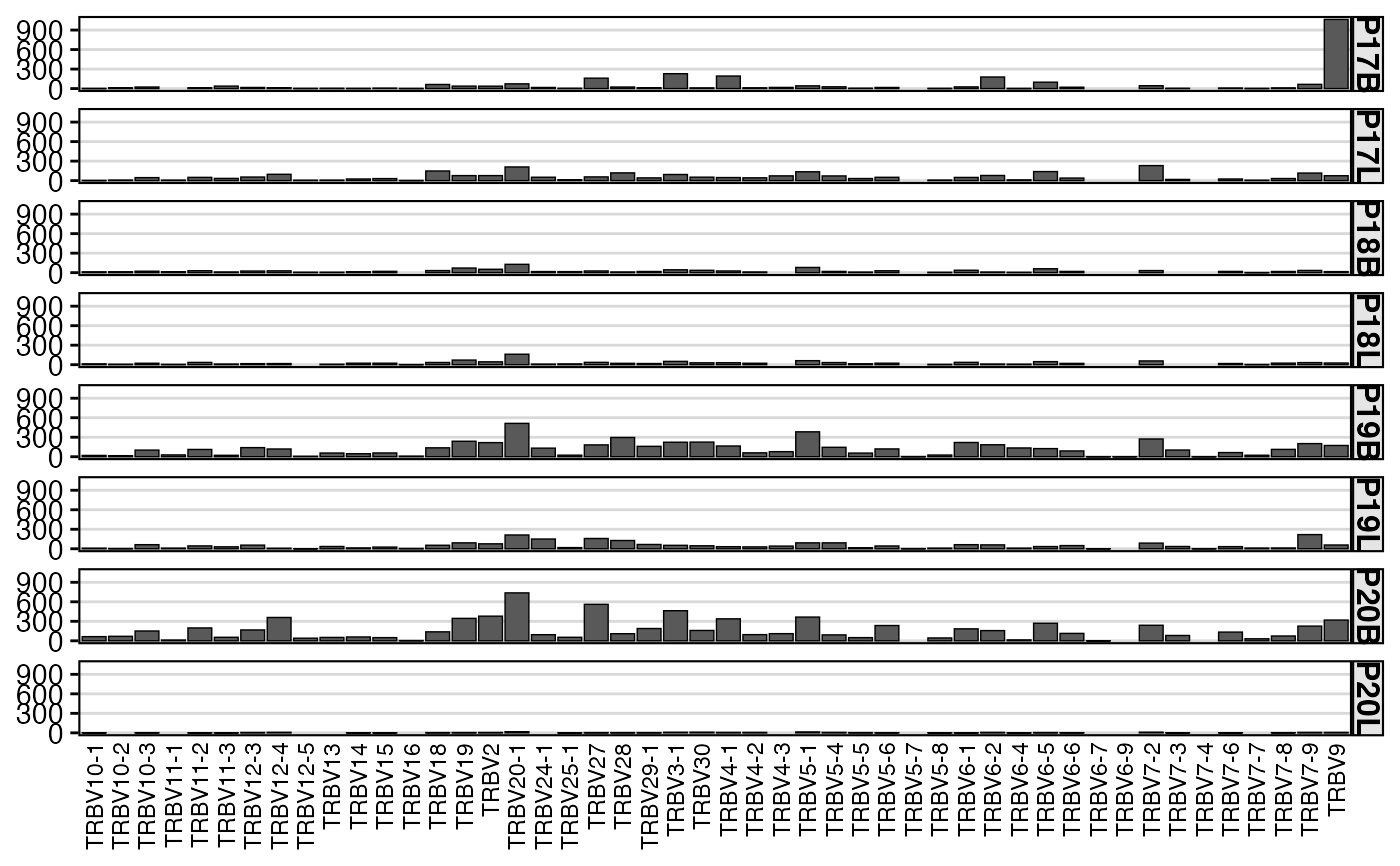 900
600
300
0
P17B
900
600
300
0
P17L
900
600
300
0
P18B
900
600
300
0
P18L
900
600
300
0
P19B
900
600
300
0
P19L
900
600
300
0
P20B
900
600
300
0
P20L
TRBV10-1
TRBV10-2
TRBV10-3
TRBV11-1
TRBV11-2
TRBV11-3
TRBV12-3
TRBV12-4
TRBV12-5
TRBV13
TRBV14
TRBV15
TRBV16
TRBV18
TRBV19
TRBV2
TRBV20-1
TRBV24-1
TRBV25-1
TRBV27
TRBV28
TRBV29-1
TRBV3-1
TRBV30
TRBV4-1
TRBV4-2
TRBV4-3
TRBV5-1
TRBV5-4
TRBV5-5
TRBV5-6
TRBV5-7
TRBV5-8
TRBV6-1
TRBV6-2
TRBV6-4
TRBV6-5
TRBV6-6
TRBV6-7
TRBV6-9
TRBV7-2
TRBV7-3
TRBV7-4
TRBV7-6
TRBV7-7
TRBV7-8
TRBV7-9
TRBV9